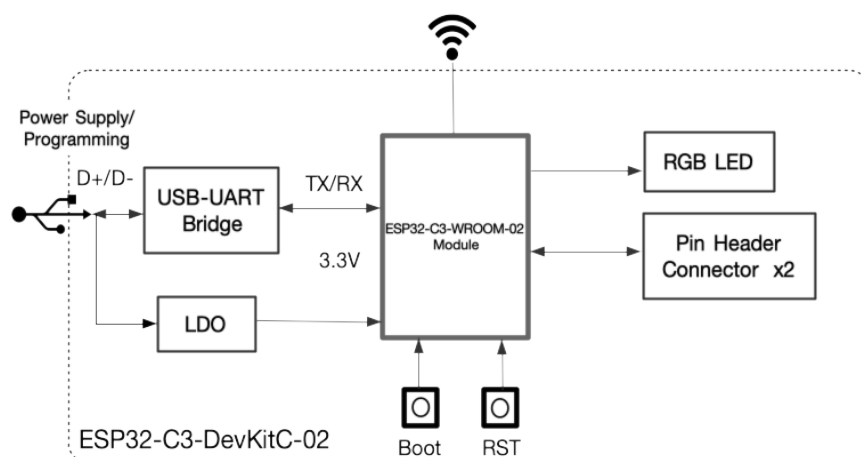 Power Supply/
Programming
D+/D-
USB-UART
Bridge
TX/RX
3.3V
LDO
ESP32-C3-WROOM-02
Module
RGB LED
Pin Header
Connector x2
Boot
RST
ESP32-C3-DevKitC-02